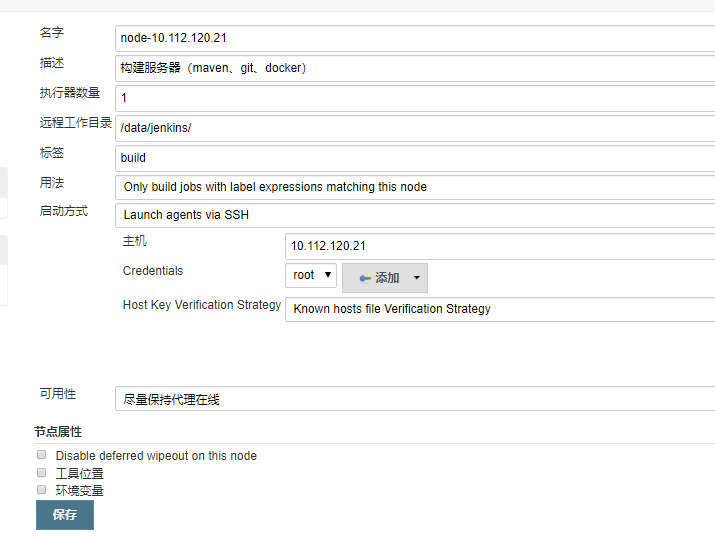 名字 node-10.112.120.21
描述 构建服务器（maven、git、docker）
执行器数量 1
远程工作目录 /data/jenkins/
标签 build
用法 Only build jobs with label expressions matching this node
启动方式 Launch agents via SSH
主机 10.112.120.21
Credentials root 添加
Host Key Verification Strategy Known hosts file Verification Strategy
可用性 尽量保持代理在线
节点属性
Disable deferred wipeout on this node
工具位置
环境变量
保存